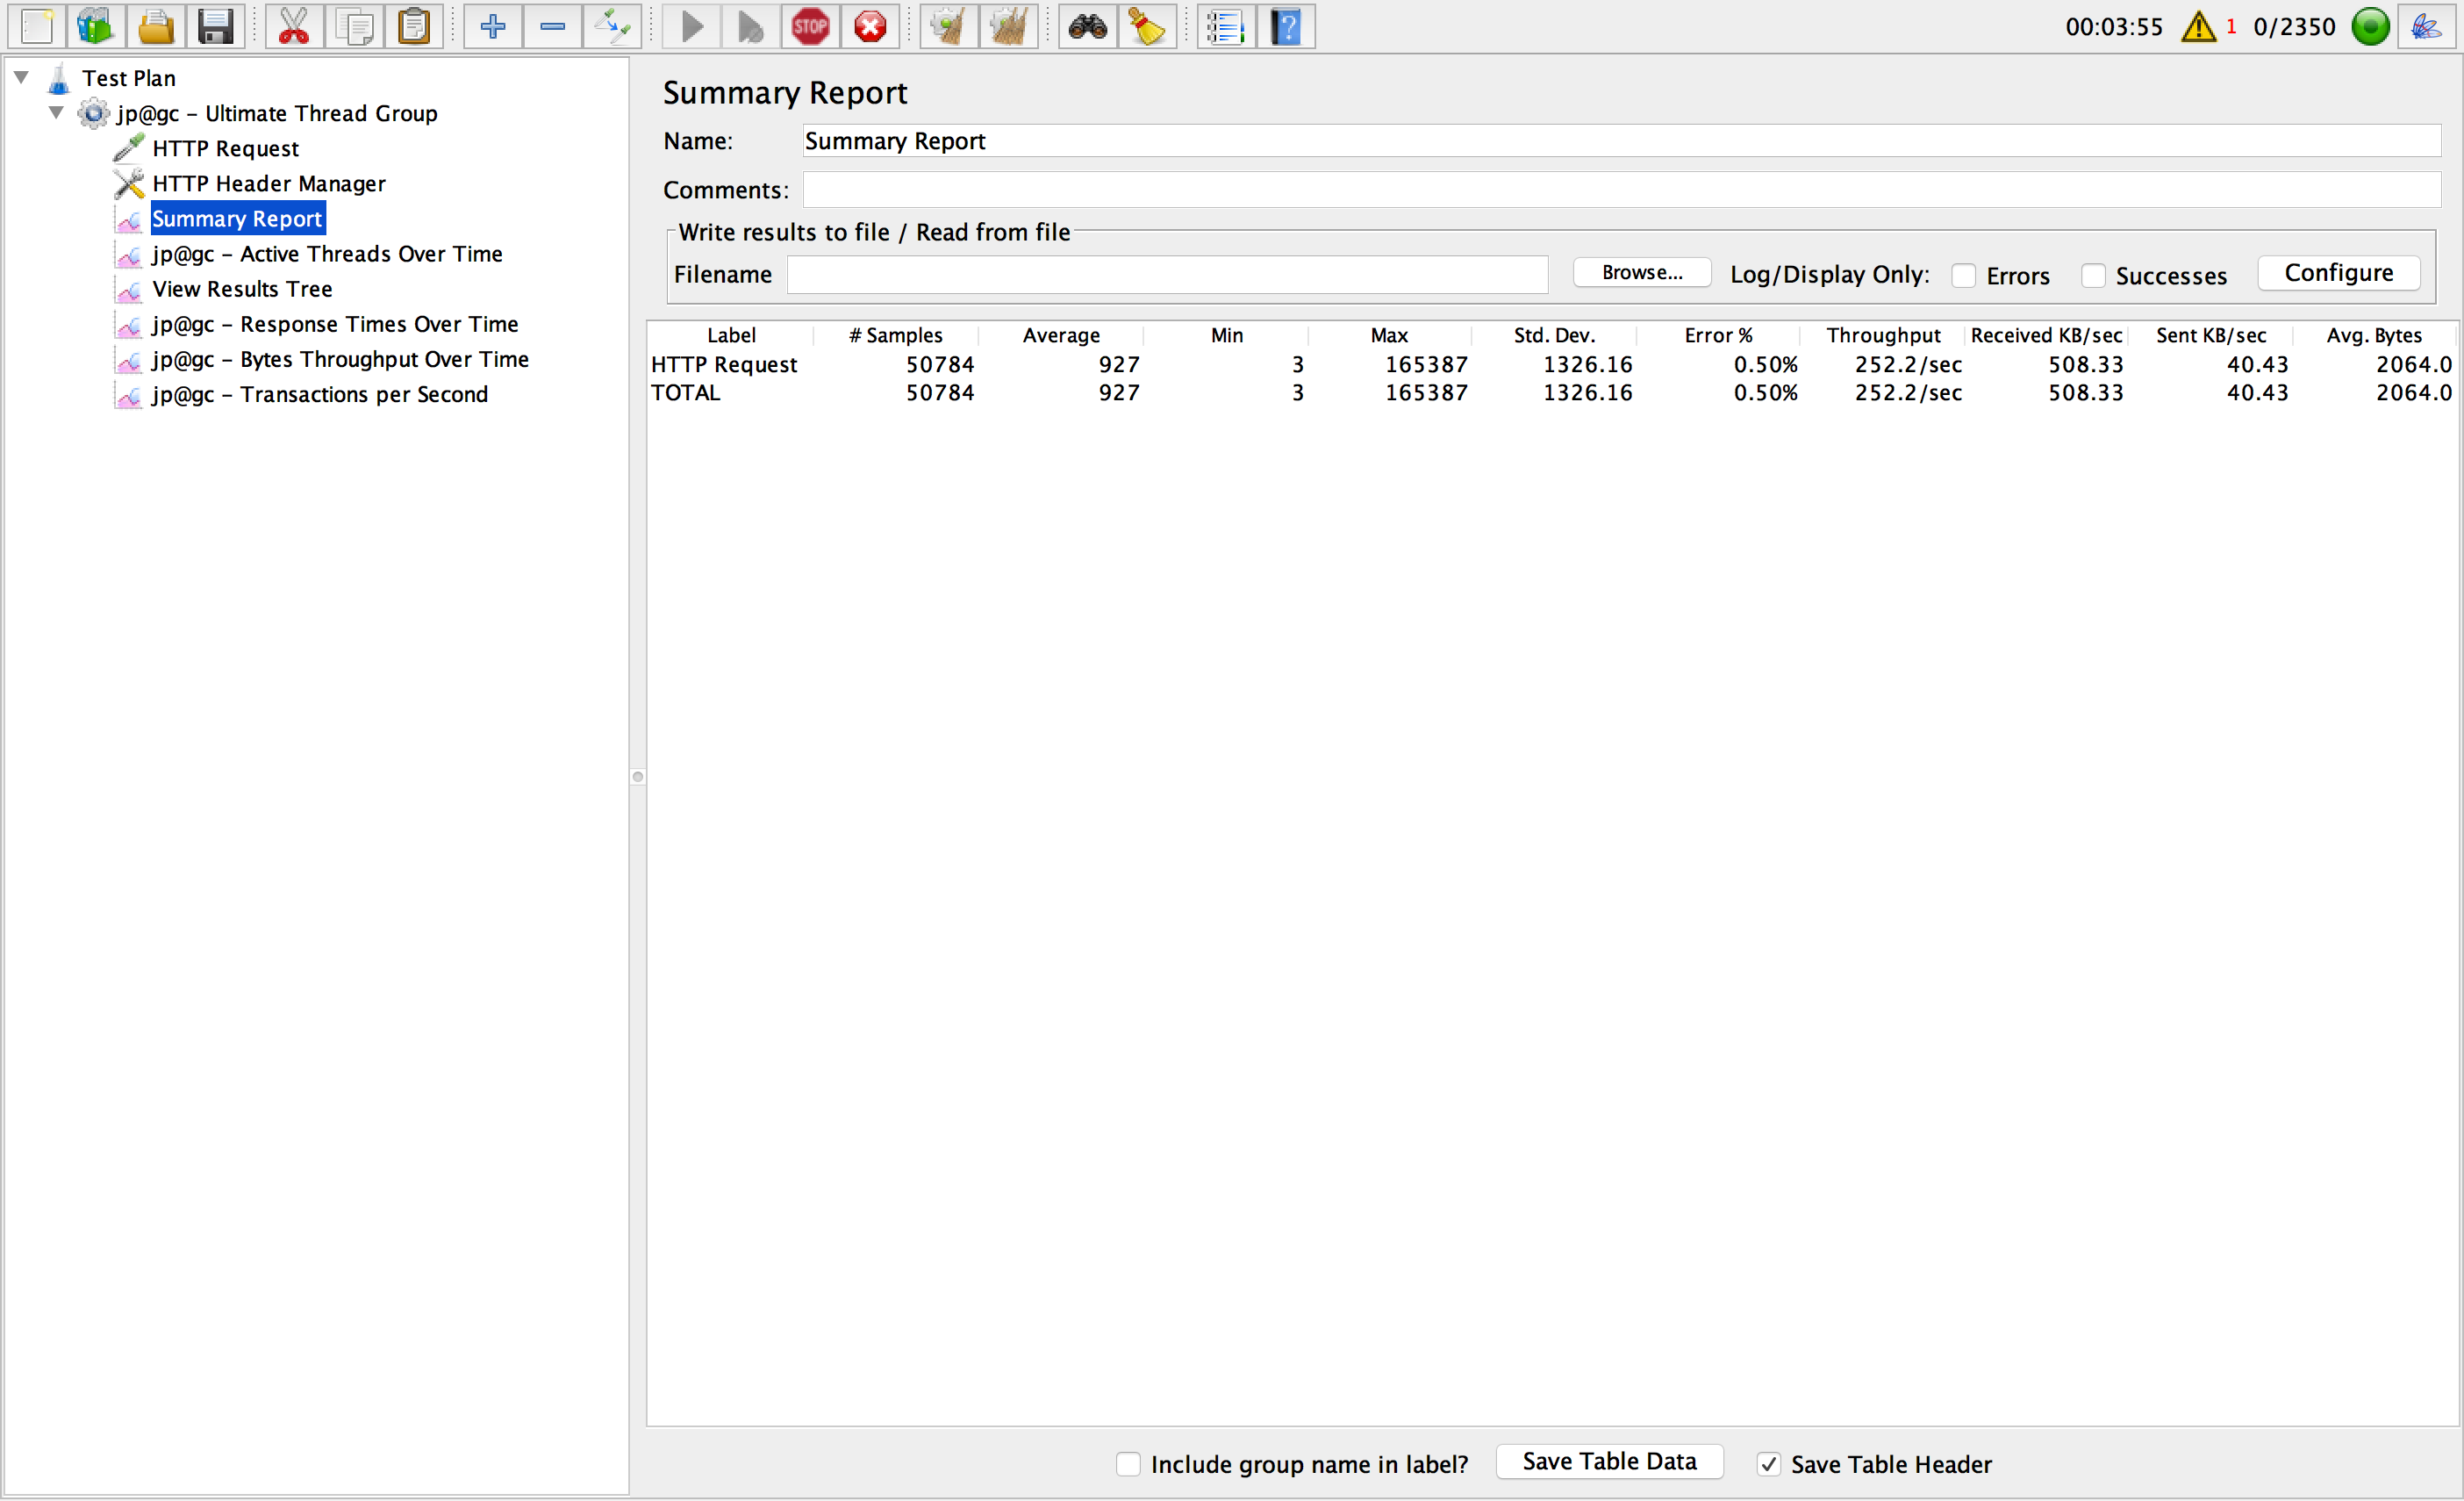 STOP
?
00:03:55 1 0/2350
Test Plan
jp@gc - Ultimate Thread Group
HTTP Request
HTTP Header Manager
Summary Report
jp@gc - Active Threads Over Time
View Results Tree
jp@gc - Response Times Over Time
jp@gc - Bytes Throughput Over Time
jp@gc - Transactions per Second
Summary Report
Name: Summary Report
Comments:
Write results to file / Read from file
Filename Browse... Log/Display Only: Errors Successes Configure
Label # Samples Average Min Max Std. Dev. Error % Throughput Received KB/sec Sent KB/sec Avg. Bytes
HTTP Request 50784 927 3 165387 1326.16 0.50% 252.2/sec 508.33 40.43 2064.0
TOTAL 50784 927 3 165387 1326.16 0.50% 252.2/sec 508.33 40.43 2064.0
Include group name in label? Save Table Data Save Table Header